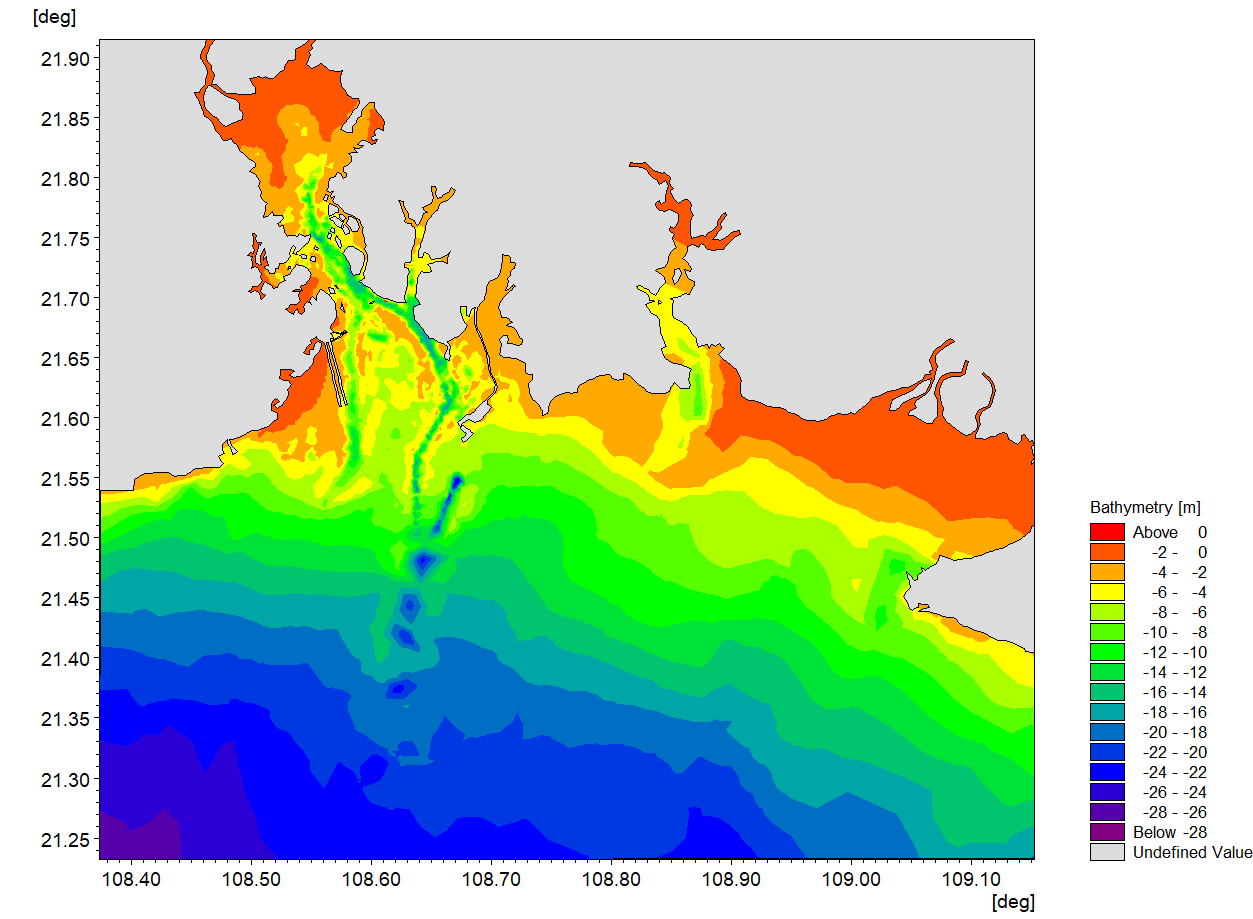 [deg]
21.90
21.85
21.80
21.75
21.70
21.65
21.60
21.55
21.50
21.45
21.40
21.35
21.30
21.25
108.40 108.50 108.60 108.70 108.80 108.90 109.00 109.10
[deg]
Bathymetry [m]
Above 0
-2 - 0
-4 - -2
-6 - -4
-8 - -6
-10 - -8
-12 - -10
-14 - -12
-16 - -14
-18 - -16
-20 - -18
-22 - -20
-24 - -22
-26 - -24
-28 - -26
Below -28
Undefined Value